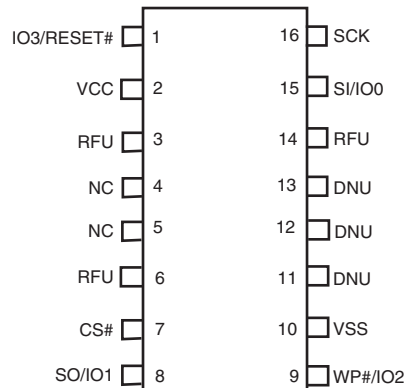 IO3/RESET# 1 16 SCK
VCC 2 15 SI/IO0
RFU 3 14 RFU
NC 4 13 DNU
NC 5 12 DNU
RFU 6 11 DNU
CS# 7 10 VSS
SO/IO1 8 9 WP#/IO2